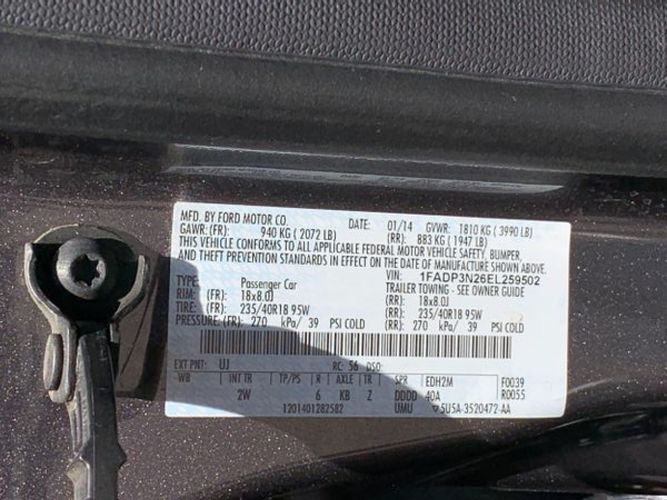 MFD. BY FORD MOTOR CO. DATE: 01/14 GVWR: 1810 KG ( 3990 LB)
GAWR:(FR): 940 KG ( 2072 LB) (RR): 883 KG ( 1947 LB)
THIS VEHICLE CONFORMS TO ALL APPLICABLE FEDERAL MOTOR VEHICLE SAFETY, BUMPER,
AND THEFT PREVENTION STANDARDS IN EFFECT ON THE DATE OF MANUFACTURE SHOWN ABOVE
VIN: 1FADP3N26EL259502
TYPE: Passenger Car TRAILER TOWING - SEE OWNER GUIDE
RIM: (FR): 18x8.0J (RR): 18x8.0J
TIRE (FR): 235/40R18 95W (RR): 235/40R18 95W
PRESSURE: (FR): 270 kPa/ 39 PSI COLD (RR): 270 kPa/ 39 PSI COLD
EXT PNT: UJ RC: 56 DSO:
WB INT TR TP/PS R AXLE TR SPR EDH2M F0039
2W 6 KB Z DDDD 40A R0055
1201401282582 UMU 5U5A-3520472-AA